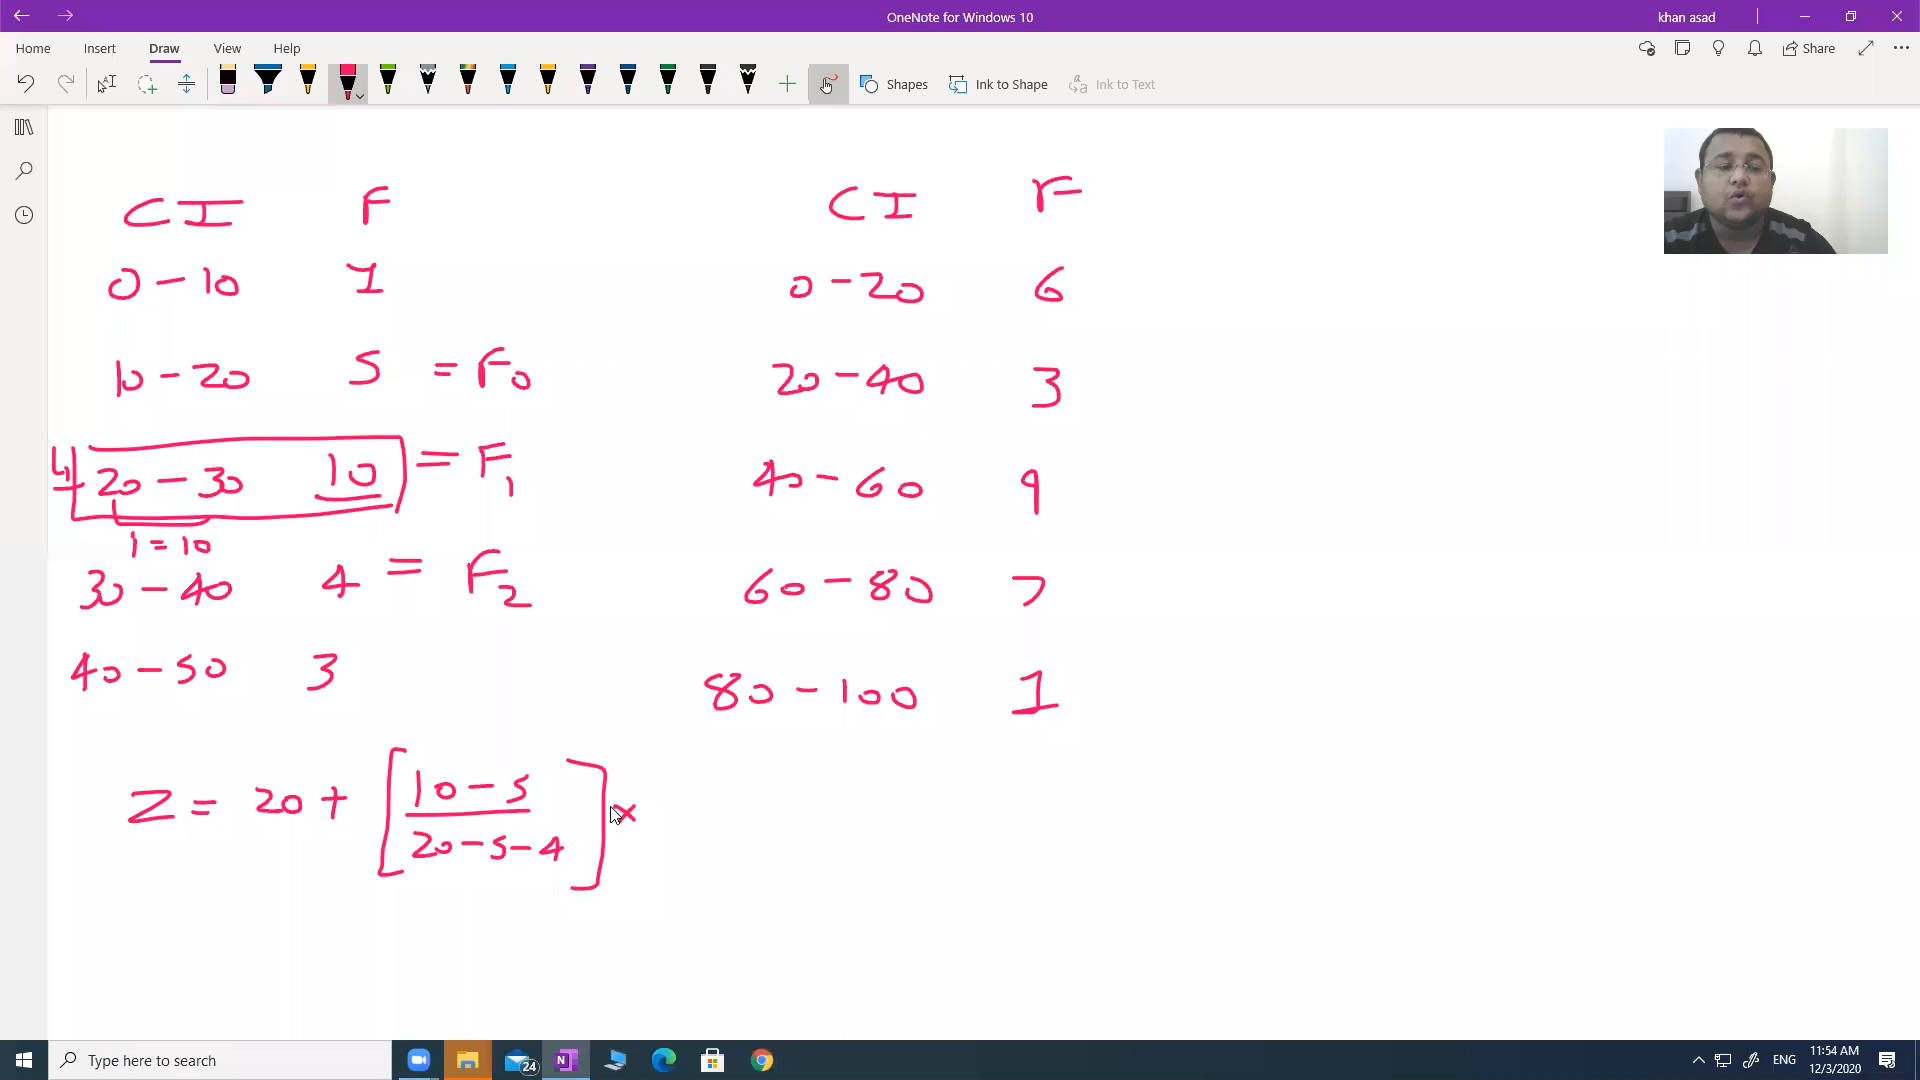 OneNote for Windows 10
khan asad
Home Insert Draw View Help
Share
Shapes
Ink to Shape
Ink to Text
CI F
0-10 1
10-20 5 = F0
20-30 10 = F1
1=10
30-40 4 = F2
40-50 3
Z = 20 + [10-5 / 20-5-4] ×
CI F
0-20 6
20-40 3
40-60 9
60-80 7
80-100 1
Type here to search
24
ENG
11:54 AM
12/3/2020